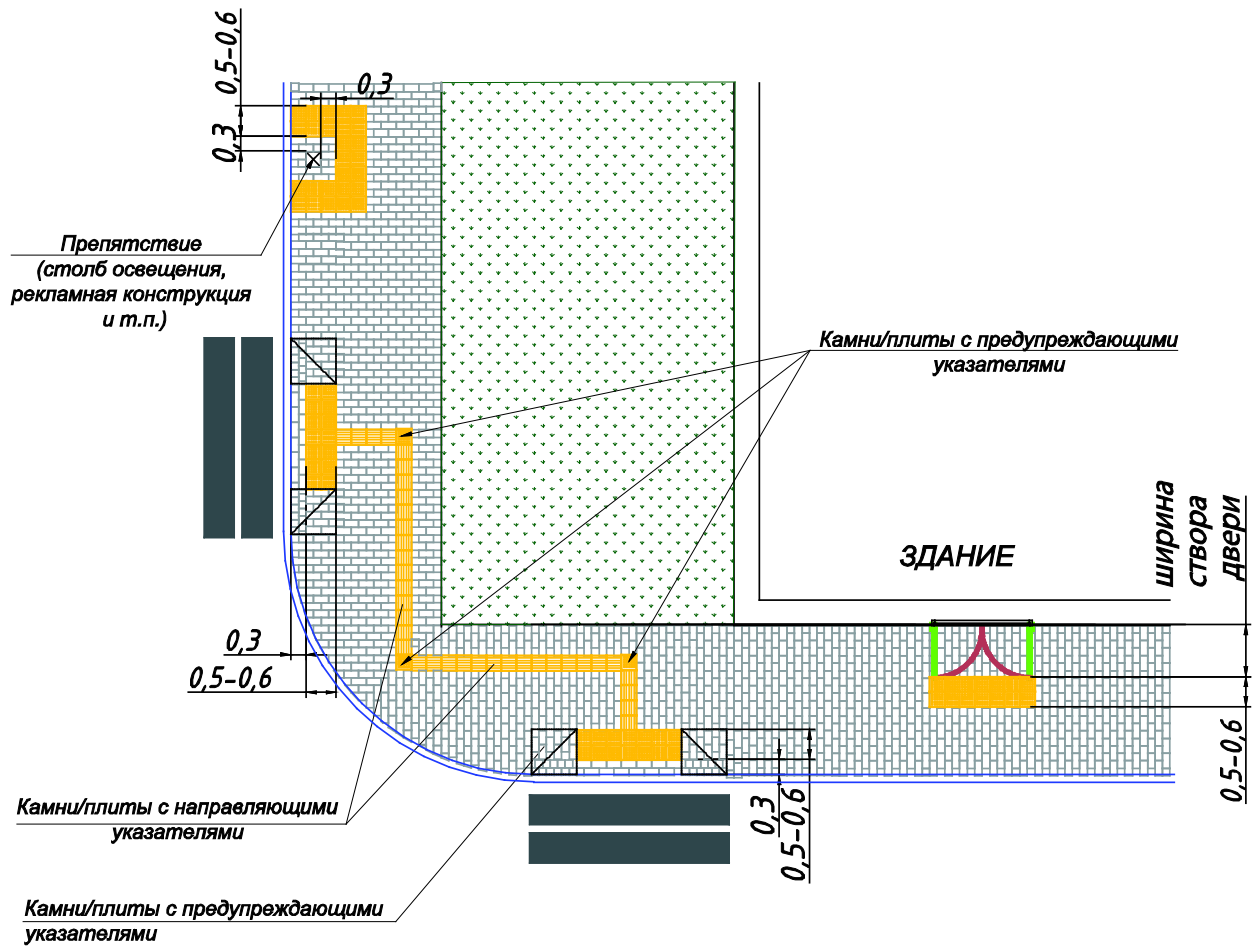 0,5–0,6
0,3
0,3
Препятствие
(столб освещения,
рекламная конструкция
и т.п.)
Камни/плиты с предупреждающими
указателями
ЗДАНИЕ
ширина
створа
двери
0,3
0,5–0,6
0,5–0,6
0,3
0,5–0,6
Камни/плиты с направляющими
указателями
Камни/плиты с предупреждающими
указателями